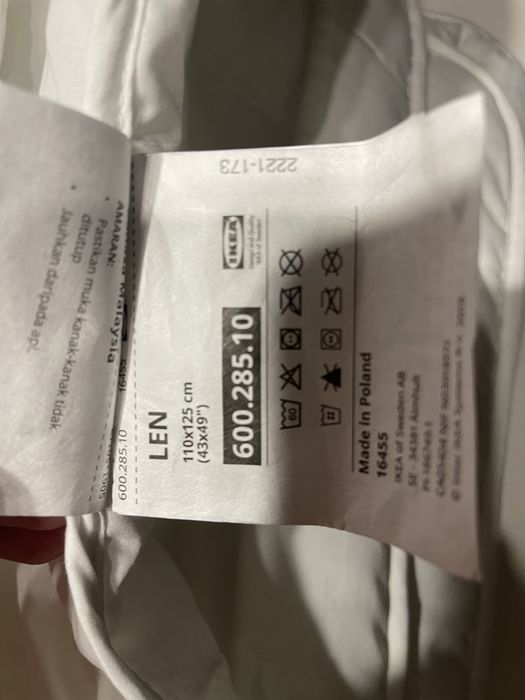 LEN
110x125 cm
(43x49")
600.285.10
IKEA
Design and Quality
IKEA of Sweden
60
Made in Poland
16455
IKEA of Sweden AB
SE - 34381 Älmhult
2221-173
600.285.10
16455
Malaysia
AMARAN:
Pastikan muka kanak-kanak tidak
ditutup
Jauhkan daripada api.